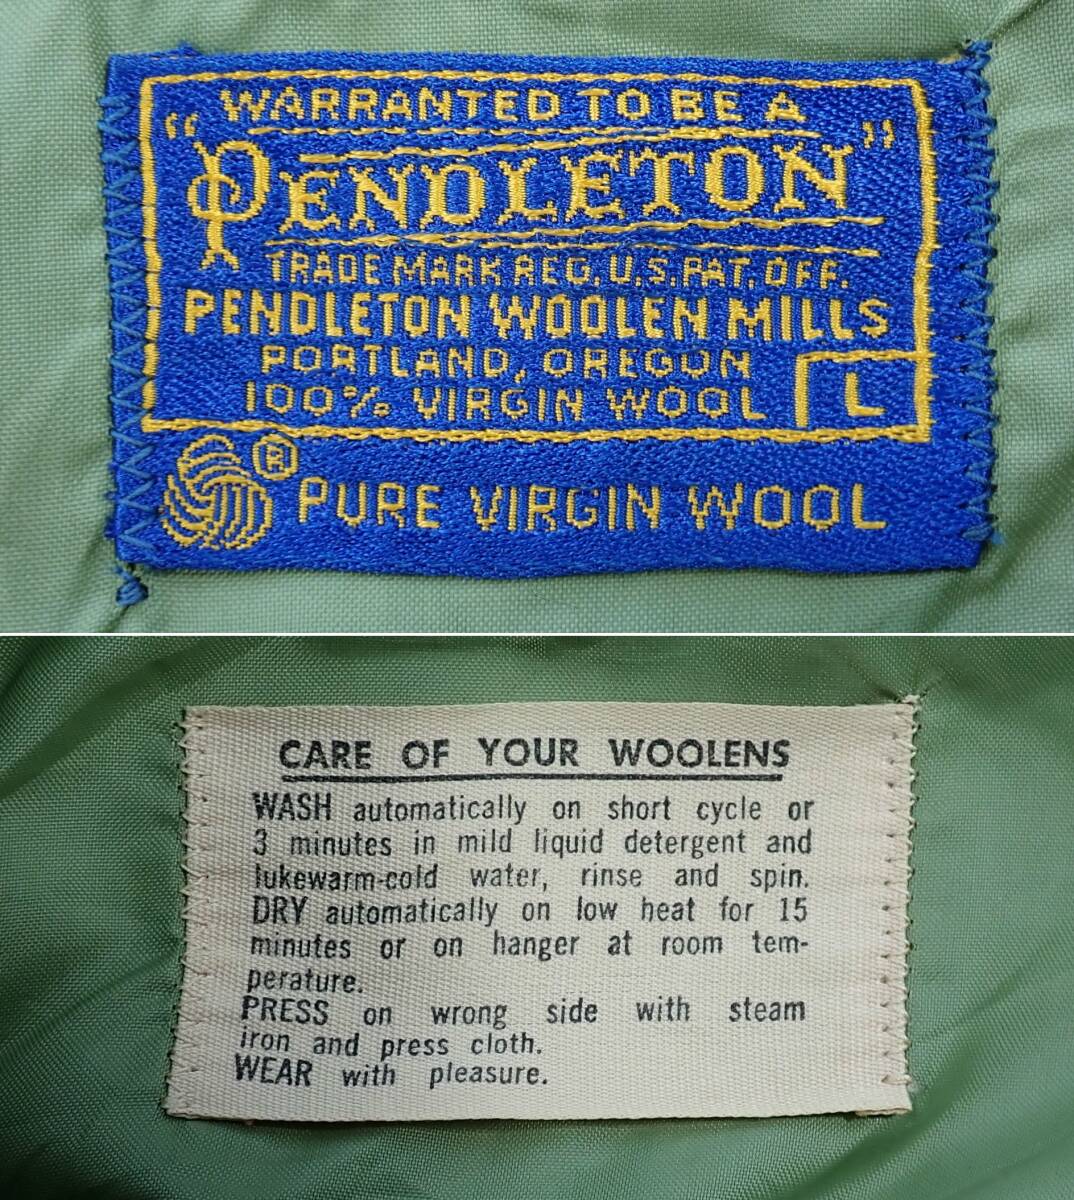 WARRANTED TO BE A
"PENDLETON"
TRADE MARK REG. U.S. PAT. OFF.
PENDLETON WOOLEN MILLS
PORTLAND, OREGON
100% VIRGIN WOOL L
® PURE VIRGIN WOOL
CARE OF YOUR WOOLENS
WASH automatically on short cycle or
3 minutes in mild liquid detergent and
lukewarm-cold water, rinse and spin.
DRY automatically on low heat for 15
minutes or on hanger at room tem-
perature.
PRESS on wrong side with steam
iron and press cloth.
WEAR with pleasure.